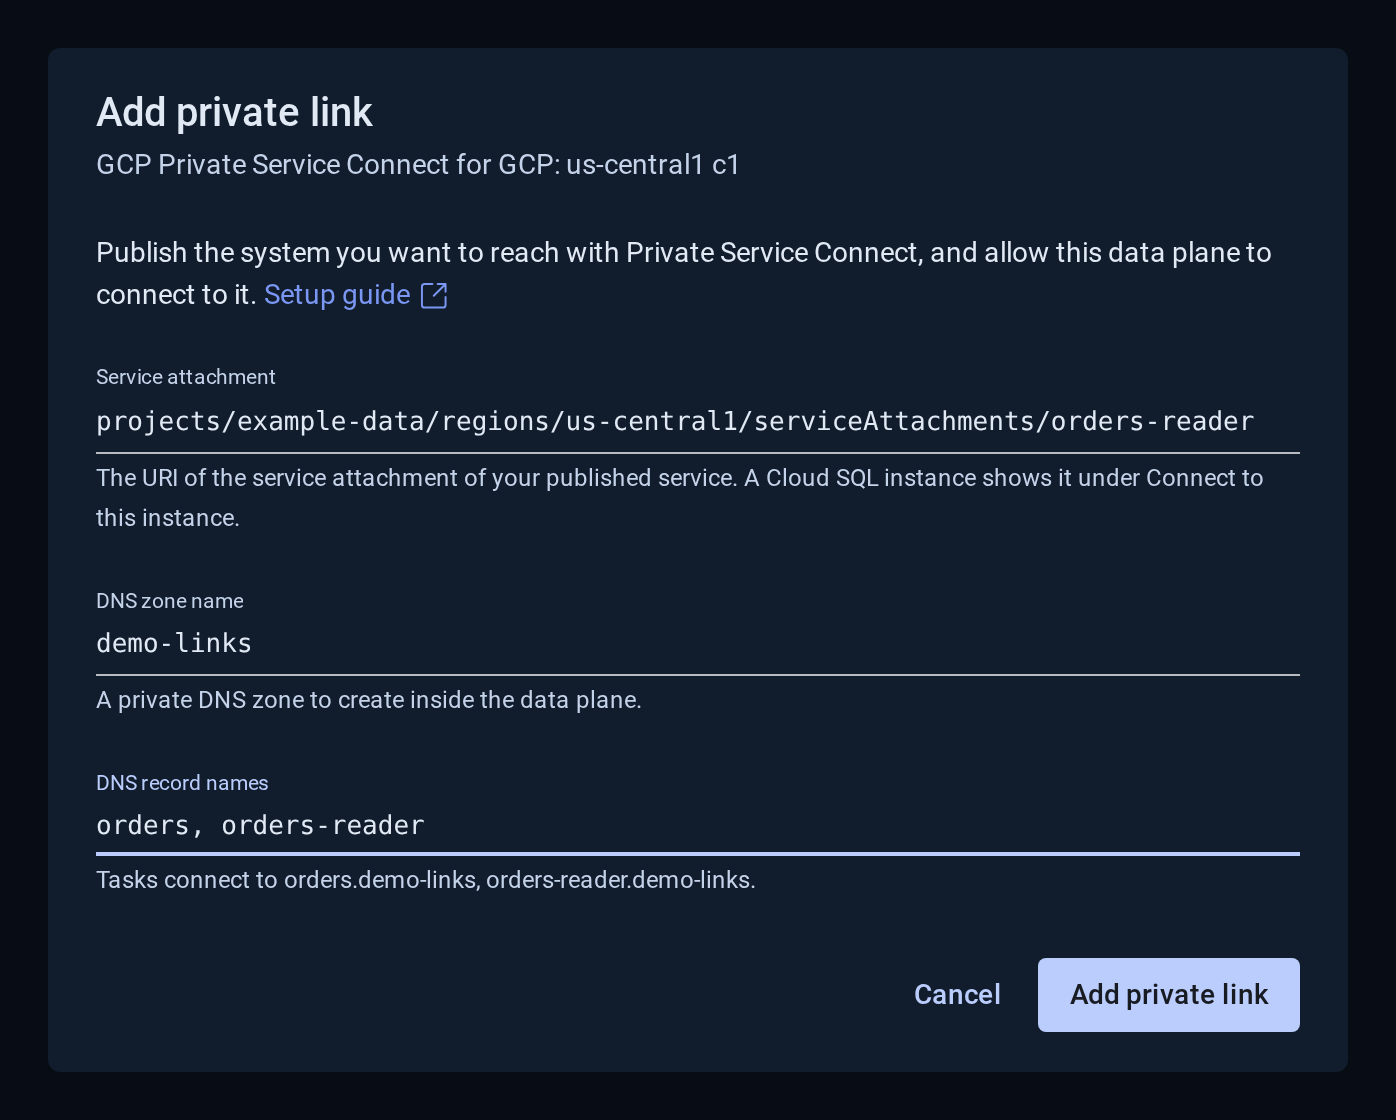 Add private link
GCP Private Service Connect for GCP: us-central1 c1
Publish the system you want to reach with Private Service Connect, and allow this data plane to
connect to it. Setup guide
Service attachment
projects/example-data/regions/us-central1/serviceAttachments/orders-reader
The URI of the service attachment of your published service. A Cloud SQL instance shows it under Connect to
this instance.
DNS zone name
demo-links
A private DNS zone to create inside the data plane.
DNS record names
orders, orders-reader
Tasks connect to orders.demo-links, orders-reader.demo-links.
Cancel
Add private link